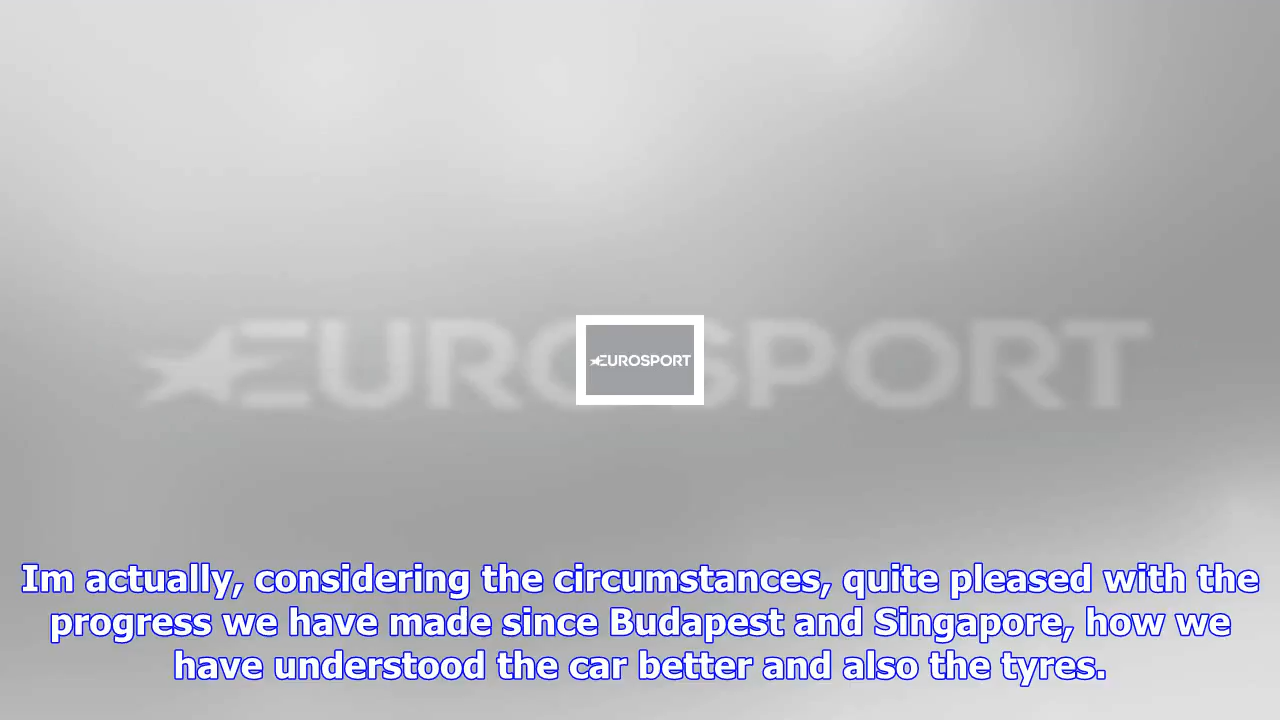 EUROSPORT
EUROSPORT
Im actually, considering the circumstances, quite pleased with the
progress we have made since Budapest and Singapore, how we
have understood the car better and also the tyres.